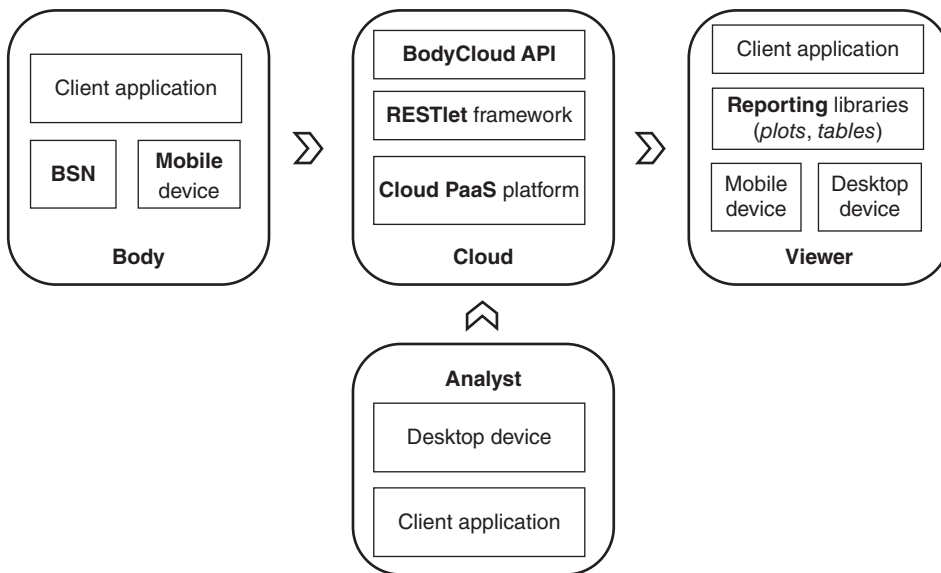 Client application
BSN
Mobile
device
Body
BodyCloud API
RESTlet framework
Cloud PaaS platform
Cloud
Client application
Reporting libraries
(plots, tables)
Mobile
device
Desktop
device
Viewer
Analyst
Desktop device
Client application